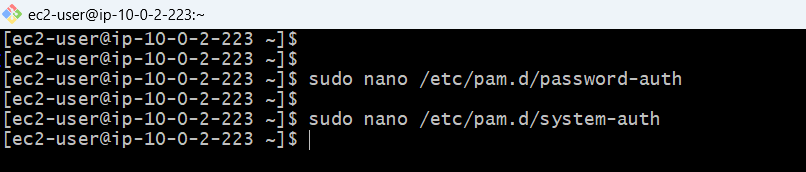 ec2-user@ip-10-0-2-223:~
[ec2-user@ip-10-0-2-223 ~]$
[ec2-user@ip-10-0-2-223 ~]$
[ec2-user@ip-10-0-2-223 ~]$ sudo nano /etc/pam.d/password-auth
[ec2-user@ip-10-0-2-223 ~]$
[ec2-user@ip-10-0-2-223 ~]$ sudo nano /etc/pam.d/system-auth
[ec2-user@ip-10-0-2-223 ~]$